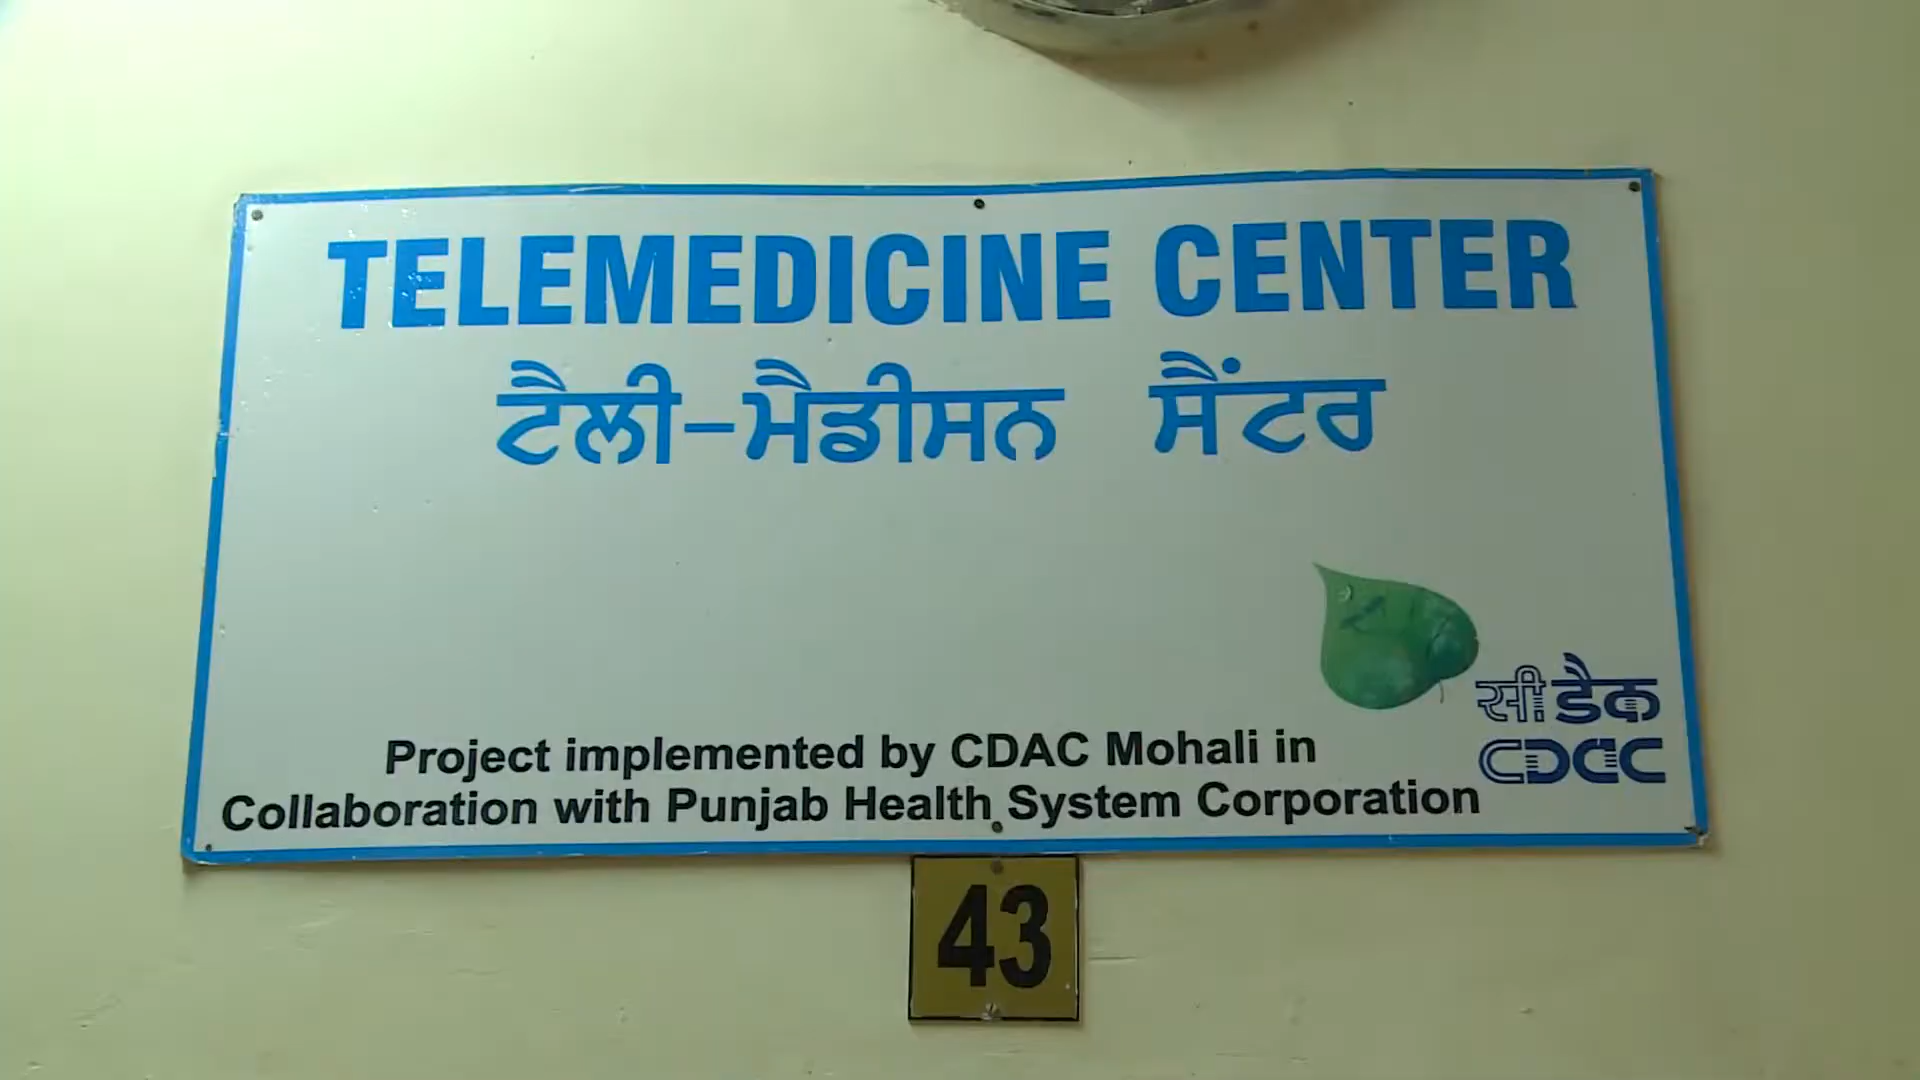 TELEMEDICINE CENTER
ਟੈਲੀ-ਮੈਡੀਸਨ ਸੈਂਟਰ
सी डैक
CDAC
Project implemented by CDAC Mohali in
Collaboration with Punjab Health System Corporation
43